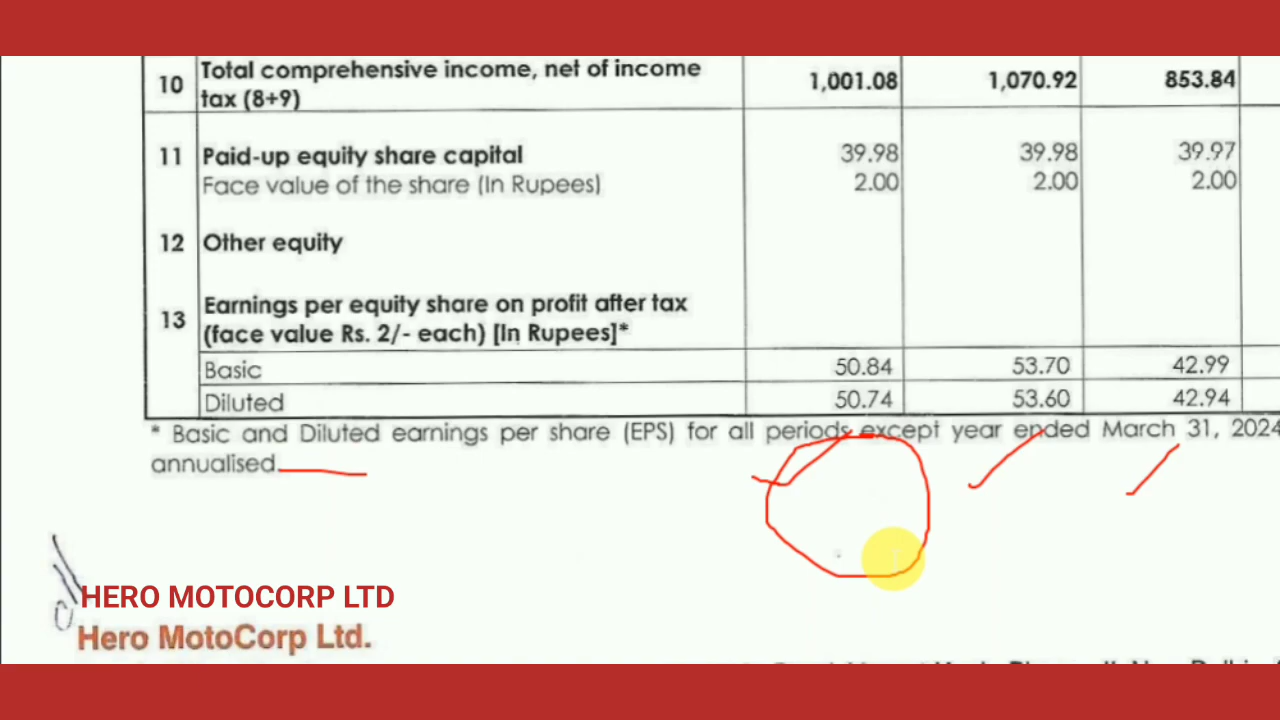 10 Total comprehensive income, net of income tax (8+9) 1,001.08 1,070.92 853.84
11 Paid-up equity share capital 39.98 39.98 39.97
Face value of the share (In Rupees) 2.00 2.00 2.00
12 Other equity
13 Earnings per equity share on profit after tax
(face value Rs. 2/- each) [In Rupees]*
Basic 50.84 53.70 42.99
Diluted 50.74 53.60 42.94
* Basic and Diluted earnings per share (EPS) for all periods except year ended March 31, 2024
annualised.
HERO MOTOCORP LTD
Hero MotoCorp Ltd.